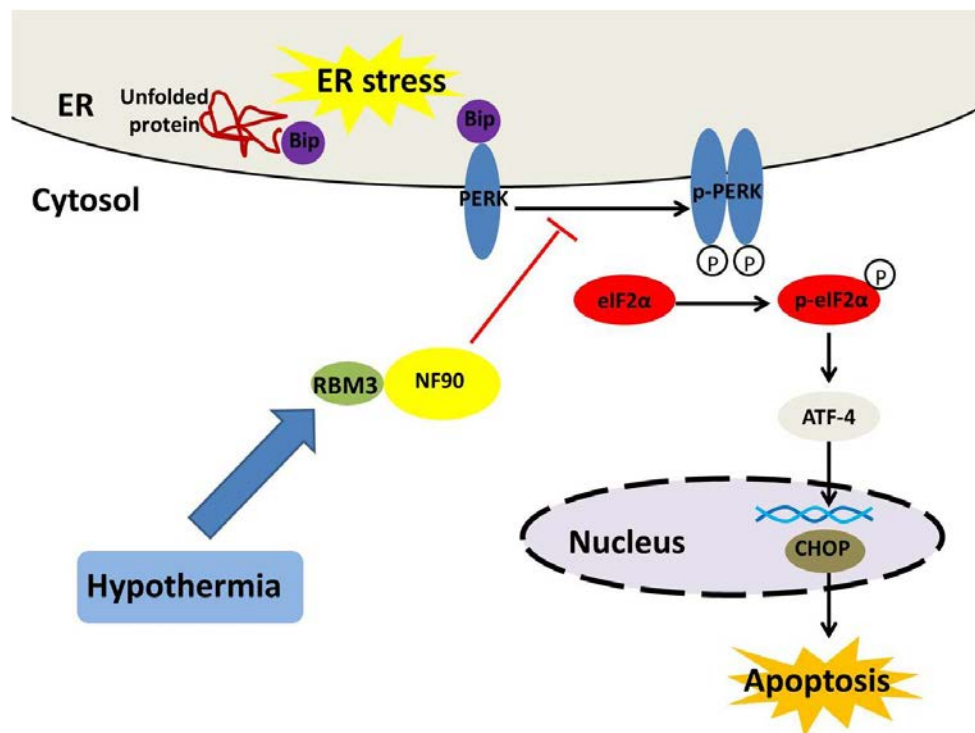 ER stress
ER
Unfolded
protein
Bip
Bip
Cytosol
PERK
p-PERK
P
P
eIF2α
p-eIF2α
P
RBM3
NF90
ATF-4
Nucleus
CHOP
Hypothermia
Apoptosis